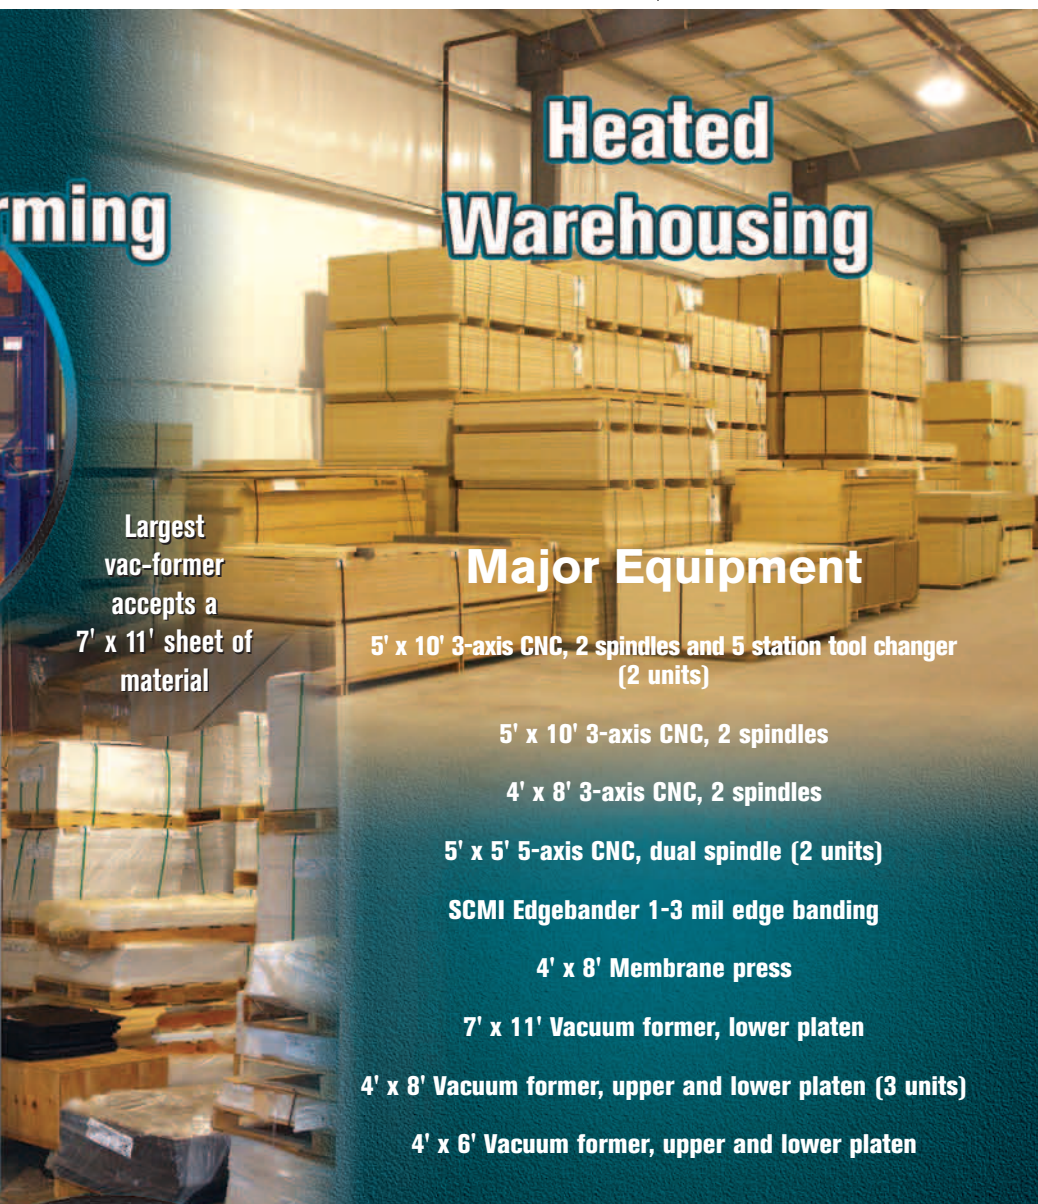 Heated
Warehousing
rming
Largest
vac-former
accepts a
7' x 11' sheet of
material
Major Equipment
5' x 10' 3-axis CNC, 2 spindles and 5 station tool changer
(2 units)
5' x 10' 3-axis CNC, 2 spindles
4' x 8' 3-axis CNC, 2 spindles
5' x 5' 5-axis CNC, dual spindle (2 units)
SCMI Edgebander 1-3 mil edge banding
4' x 8' Membrane press
7' x 11' Vacuum former, lower platen
4' x 8' Vacuum former, upper and lower platen (3 units)
4' x 6' Vacuum former, upper and lower platen